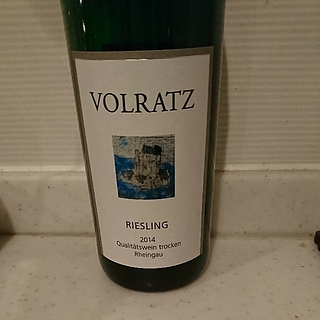 VOLRATZ
RIESLING
2014
Qualitätswein trocken
Rheingau